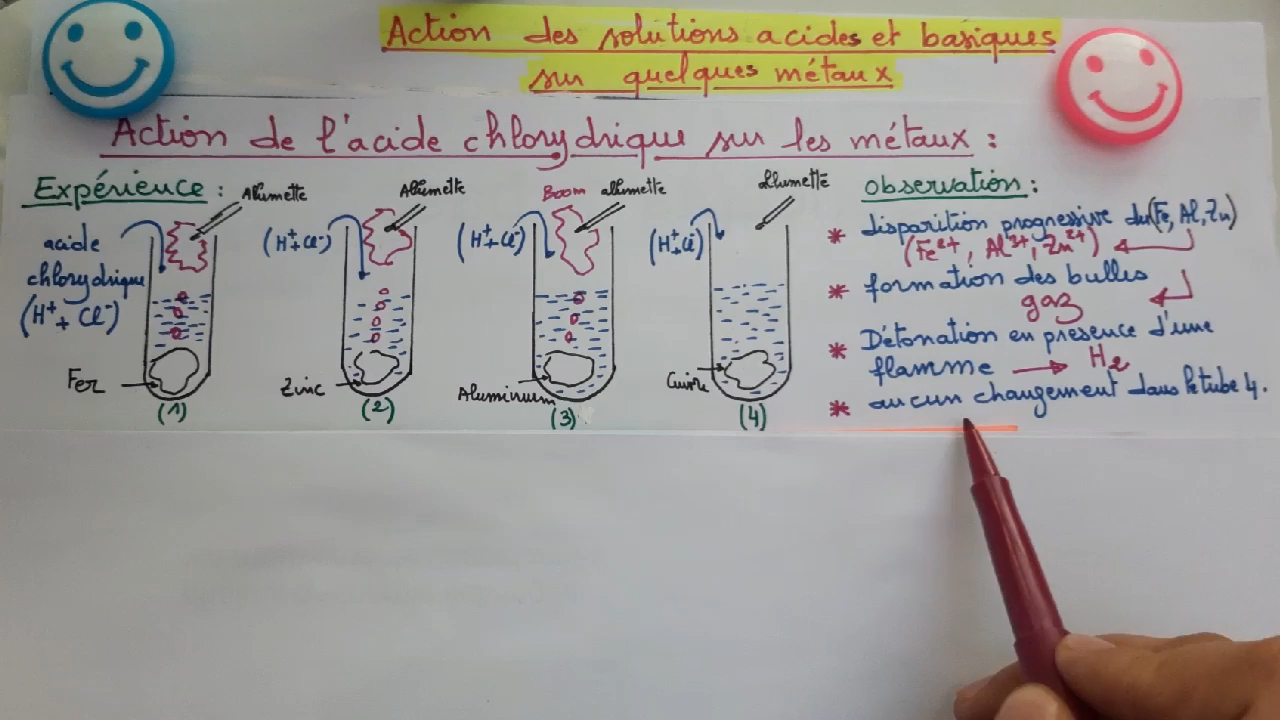 Action des solutions acides et basiques
sur quelques métaux
Action de l'acide chlorydrique sur les métaux :
Expérience :
Allumette
Allumette
Boom allumette
Allumette
acide
chlorydrique
(H⁺ + Cl⁻)
(H⁺+Cl⁻)
(H⁺+Cl⁻)
(H⁺+Cl⁻)
Fer
Zinc
Aluminium
Cuivre
(1)
(2)
(3)
(4)
Observation :
* disparition progressive du (Fe, Al, Zn)
(Fe²⁺, Al³⁺, Zn²⁺)
* formation des bulles
gaz
* Détonation en présence d'une
flamme → H₂
* aucun changement dans le tube 4.